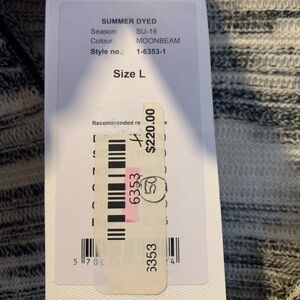 SUMMER DYED
Season: SU-16
Colour: MOONBEAM
Style no.: 1-6353-1
Size L
Recommended re
$220.00
6353
50
6353